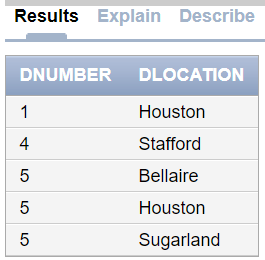 Results Explain Describe
DNUMBER DLOCATION
1 Houston
4 Stafford
5 Bellaire
5 Houston
5 Sugarland